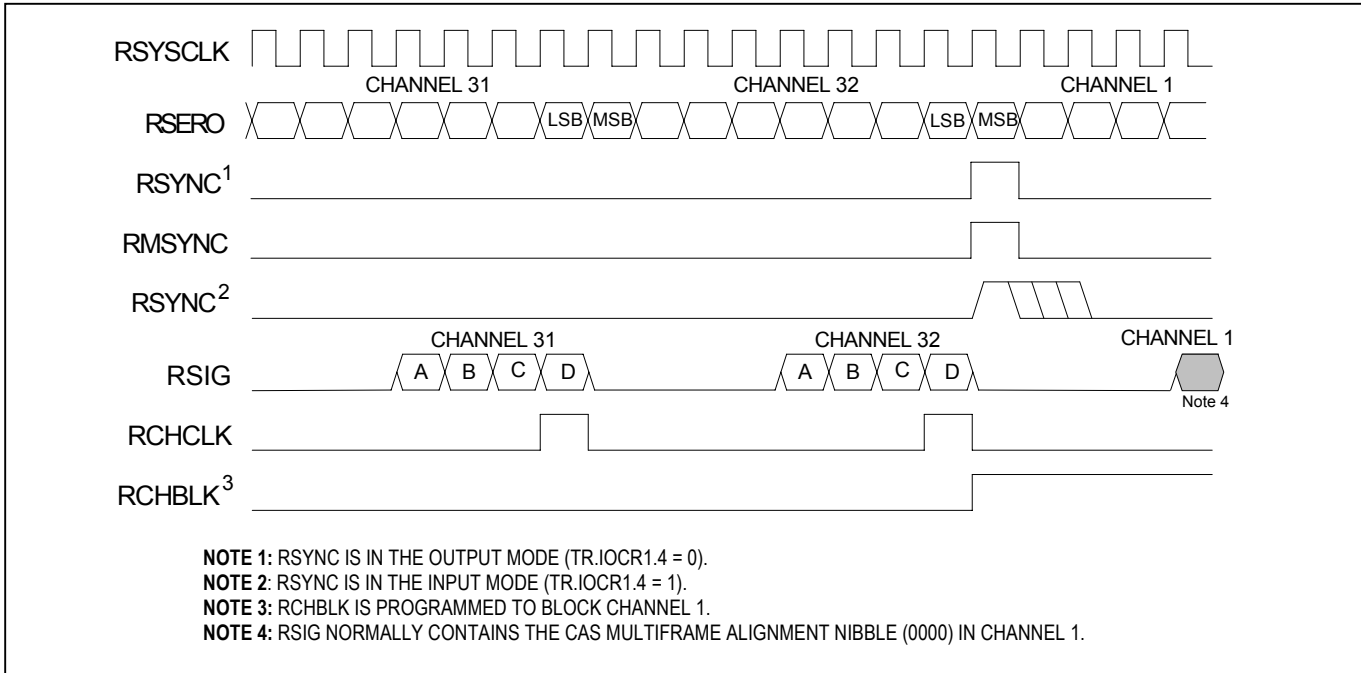 RSYSCLK
CHANNEL 31 CHANNEL 32 CHANNEL 1
RSERO LSB MSB LSB MSB
RSYNC1
RMSYNC
RSYNC2
CHANNEL 31 CHANNEL 32 CHANNEL 1
RSIG A B C D A B C D
Note 4
RCHCLK
RCHBLK3
NOTE 1: RSYNC IS IN THE OUTPUT MODE (TR.IOCR1.4 = 0).
NOTE 2: RSYNC IS IN THE INPUT MODE (TR.IOCR1.4 = 1).
NOTE 3: RCHBLK IS PROGRAMMED TO BLOCK CHANNEL 1.
NOTE 4: RSIG NORMALLY CONTAINS THE CAS MULTIFRAME ALIGNMENT NIBBLE (0000) IN CHANNEL 1.